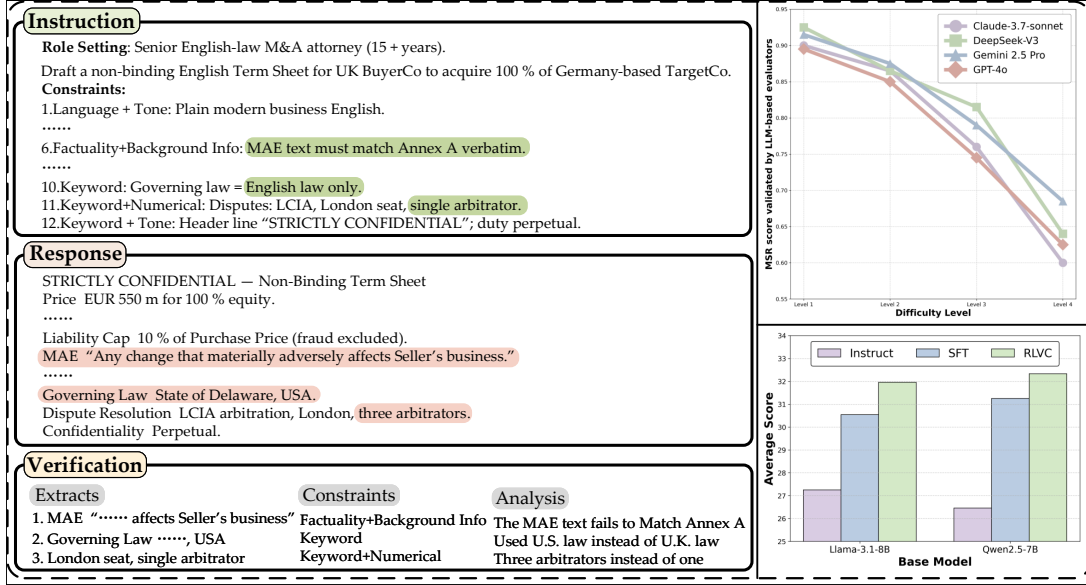 Instruction
Role Setting: Senior English-law M&A attorney (15 + years).
Draft a non-binding English Term Sheet for UK BuyerCo to acquire 100 % of Germany-based TargetCo.
Constraints:
1.Language + Tone: Plain modern business English.
······
6.Factuality+Background Info: MAE text must match Annex A verbatim.
······
10.Keyword: Governing law = English law only.
11.Keyword+Numerical: Disputes: LCIA, London seat, single arbitrator.
12.Keyword + Tone: Header line “STRICTLY CONFIDENTIAL”; duty perpetual.
Response
STRICTLY CONFIDENTIAL — Non-Binding Term Sheet
Price EUR 550 m for 100 % equity.
······
Liability Cap 10 % of Purchase Price (fraud excluded).
MAE “Any change that materially adversely affects Seller’s business.”
······
Governing Law State of Delaware, USA.
Dispute Resolution LCIA arbitration, London, three arbitrators.
Confidentiality Perpetual.
Verification
Extracts Constraints Analysis
1. MAE “······ affects Seller’s business” Factuality+Background Info The MAE text fails to Match Annex A
2. Governing Law ······, USA Keyword Used U.S. law instead of U.K. law
3. London seat, single arbitrator Keyword+Numerical Three arbitrators instead of one
MSR score validated by LLM-based evaluators
0.95
0.90
0.85
0.80
0.75
0.70
0.65
0.60
0.55
Claude-3.7-sonnet
DeepSeek-V3
Gemini 2.5 Pro
GPT-4o
Level 1 Level 2 Level 3 Level 4
Difficulty Level
Average Score
34
33
32
31
30
29
28
27
26
25
Instruct SFT RLVC
Llama-3.1-8B Qwen2.5-7B
Base Model